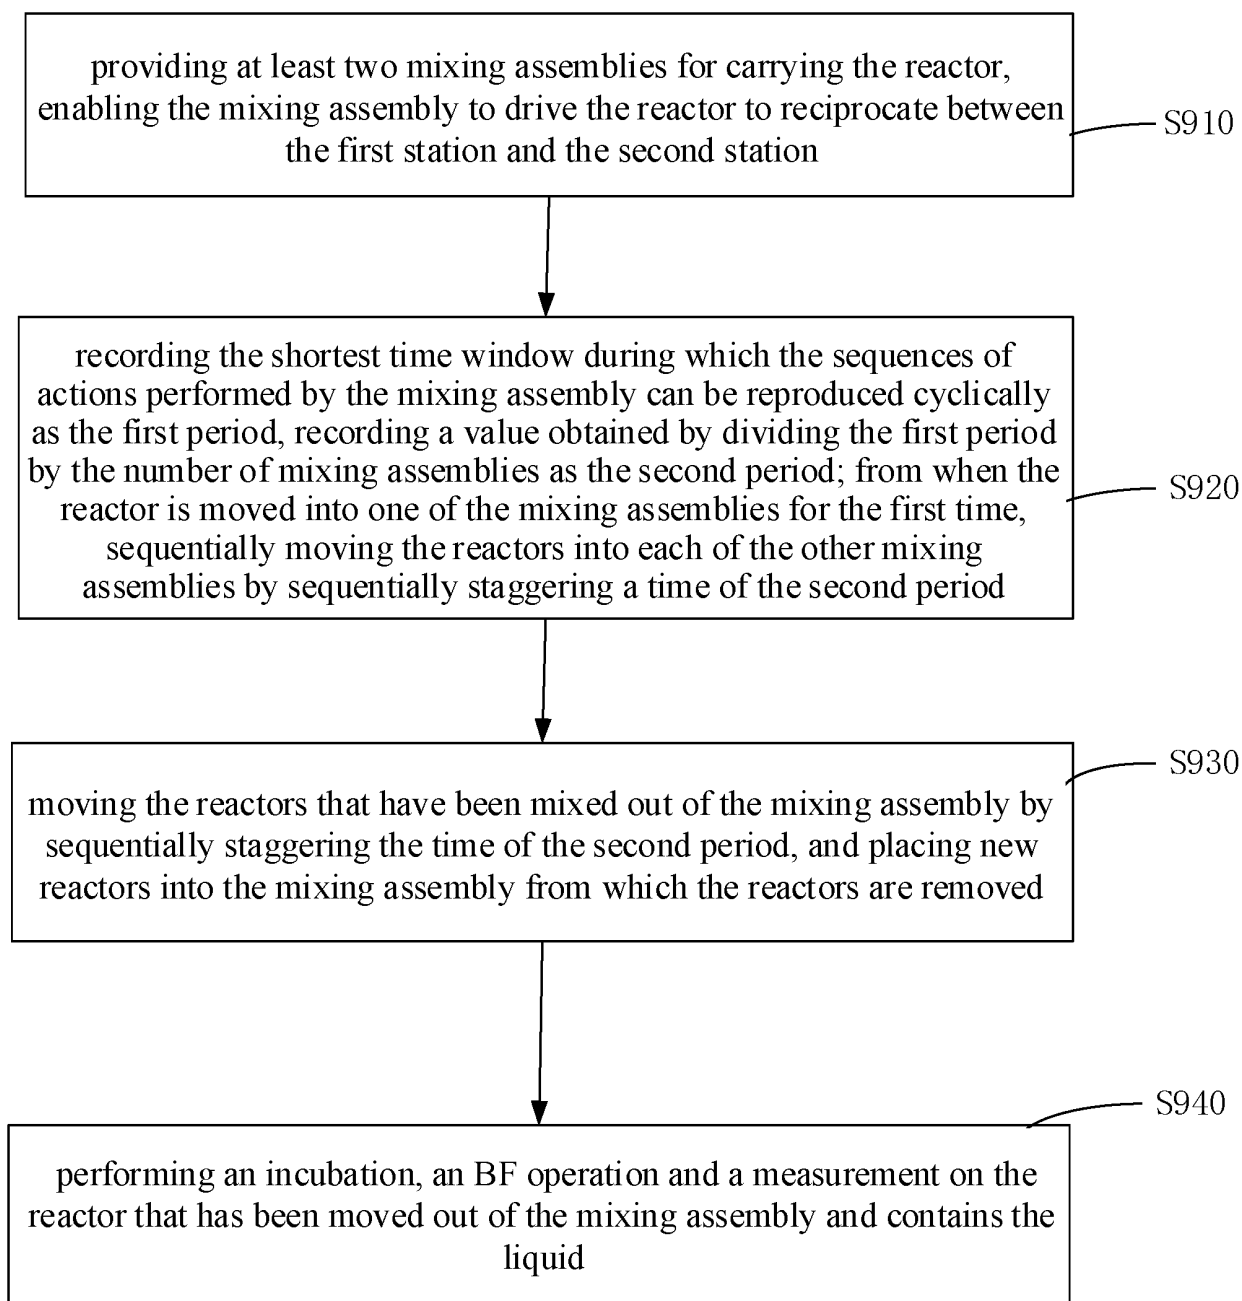 providing at least two mixing assemblies for carrying the reactor,
enabling the mixing assembly to drive the reactor to reciprocate between
the first station and the second station
S910
recording the shortest time window during which the sequences of
actions performed by the mixing assembly can be reproduced cyclically
as the first period, recording a value obtained by dividing the first period
by the number of mixing assemblies as the second period; from when the
reactor is moved into one of the mixing assemblies for the first time,
sequentially moving the reactors into each of the other mixing
assemblies by sequentially staggering a time of the second period
S920
moving the reactors that have been mixed out of the mixing assembly by
sequentially staggering the time of the second period, and placing new
reactors into the mixing assembly from which the reactors are removed
S930
performing an incubation, an BF operation and a measurement on the
reactor that has been moved out of the mixing assembly and contains the
liquid
S940